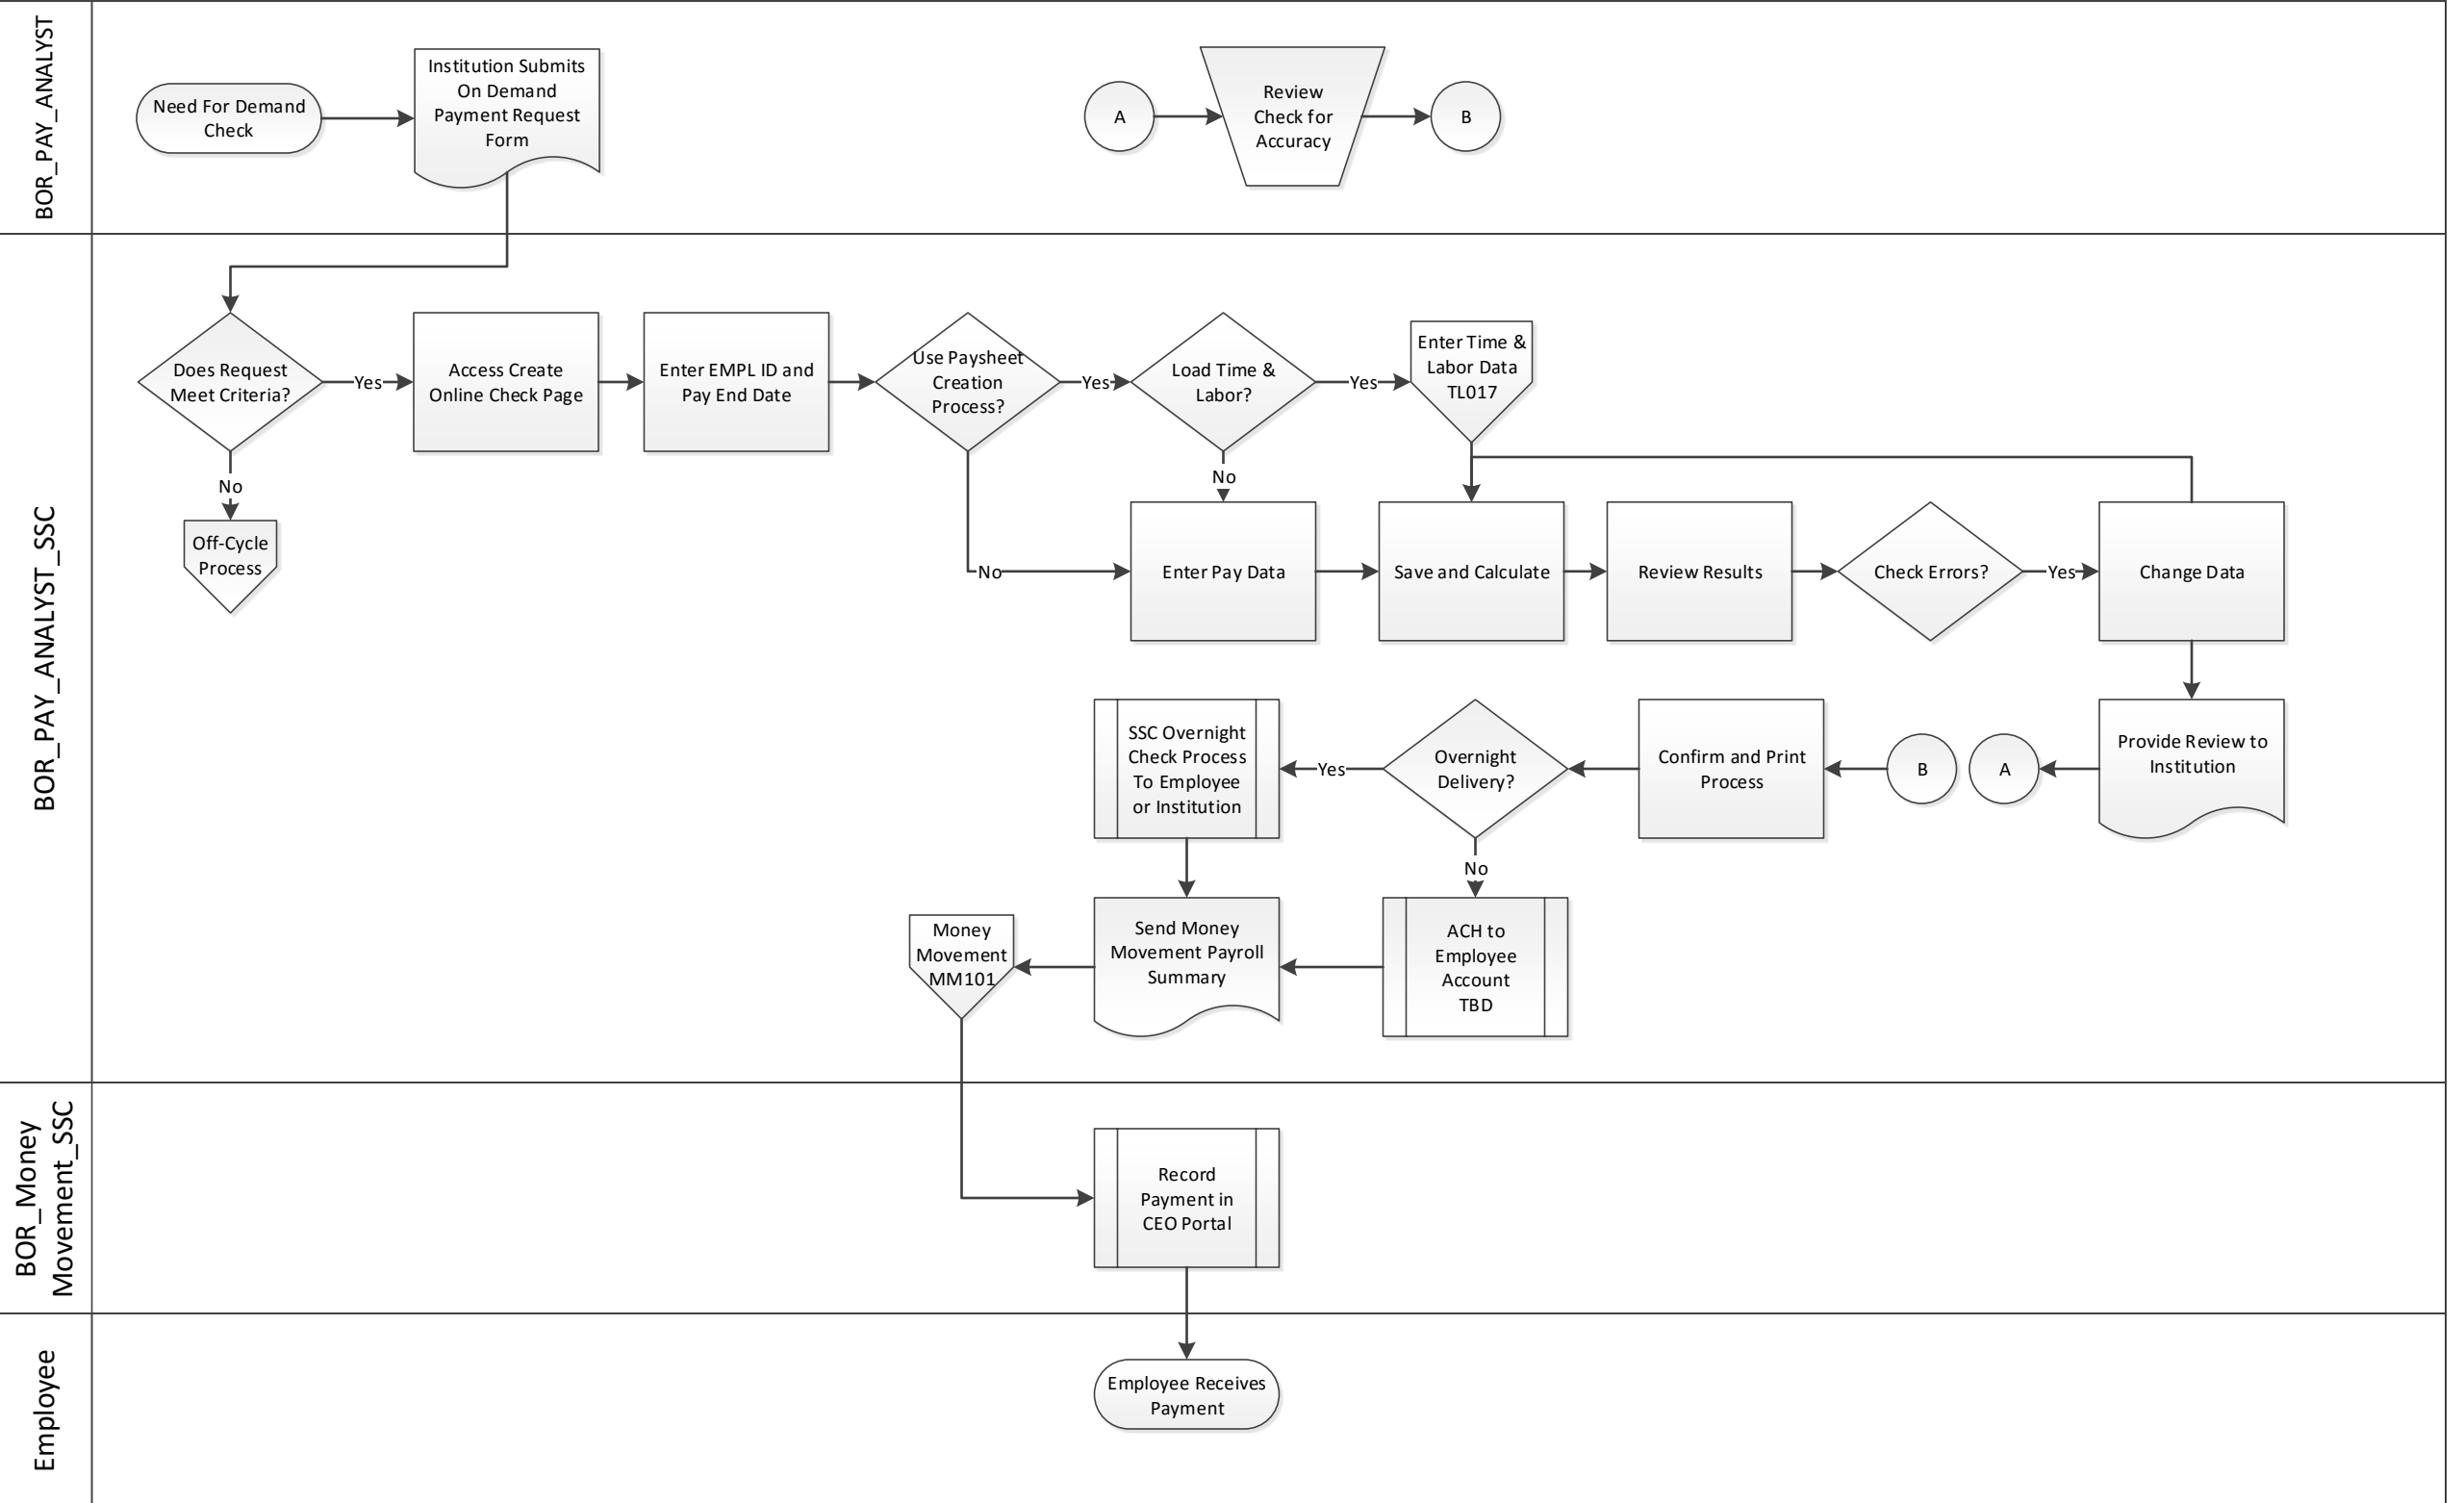 BOR_PAY_ANALYST
Need For Demand
Check
Institution Submits
On Demand
Payment Request
Form
A
Review
Check for
Accuracy
B
BOR_PAY_ANALYST_SSC
Does Request
Meet Criteria?
Yes
No
Off-Cycle
Process
Access Create
Online Check Page
Enter EMPL ID and
Pay End Date
Use Paysheet
Creation
Process?
Yes
No
Load Time &
Labor?
Yes
No
Enter Time &
Labor Data
TL017
Enter Pay Data
Save and Calculate
Review Results
Check Errors?
Yes
Change Data
Provide Review to
Institution
A
B
Confirm and Print
Process
Overnight
Delivery?
Yes
No
SSC Overnight
Check Process
To Employee
or Institution
ACH to
Employee
Account
TBD
Send Money
Movement Payroll
Summary
Money
Movement
MM101
BOR_Money
Movement_SSC
Record
Payment in
CEO Portal
Employee
Employee Receives
Payment